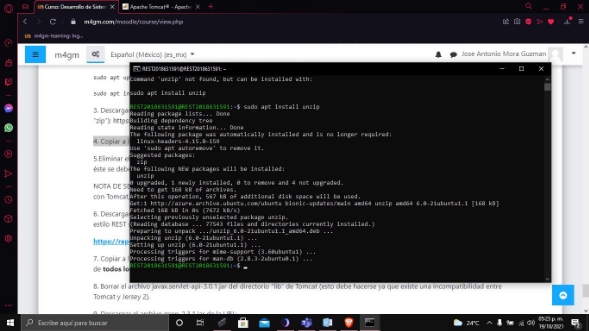 Curso: Desarrollo de Sistem
Apache Tomcat® - Apache
m4gm.com/moodle/course/view.php
m4gm-learning: Ing...
m4gm
Español (México) (es_mx)
Jose Antonio Mora Guzman
sudo apt up
sudo apt in
3. Descarga
"zip"): https
4. Copiar a
5.Eliminar e
éste se debe
NOTA DE S
con Tomcat
6. Descarga
estilo REST
https://rep
7. Copiar a
de todos lo
REST2018631591@REST2018631591: ~
Command 'unzip' not found, but can be installed with:
sudo apt install unzip
REST2018631591@REST2018631591:~$ sudo apt install unzip
Reading package lists... Done
Building dependency tree
Reading state information... Done
The following package was automatically installed and is no longer required:
linux-headers-4.15.0-159
Use 'sudo apt autoremove' to remove it.
Suggested packages:
zip
The following NEW packages will be installed:
unzip
0 upgraded, 1 newly installed, 0 to remove and 4 not upgraded.
Need to get 168 kB of archives.
After this operation, 567 kB of additional disk space will be used.
Get:1 http://azure.archive.ubuntu.com/ubuntu bionic-updates/main amd64 unzip amd64 6.0-21ubuntu1.1 [168 kB]
Fetched 168 kB in 0s (7872 kB/s)
Selecting previously unselected package unzip.
(Reading database ... 77543 files and directories currently installed.)
Preparing to unpack .../unzip_6.0-21ubuntu1.1_amd64.deb ...
Unpacking unzip (6.0-21ubuntu1.1) ...
Setting up unzip (6.0-21ubuntu1.1) ...
Processing triggers for mime-support (3.60ubuntu1) ...
Processing triggers for man-db (2.8.3-2ubuntu0.1) ...
REST2018631591@REST2018631591:~$
8. Borrar el archivo javax.servlet-api-3.0.1.jar del directorio "lib" de Tomcat (esto debe hacerse ya que existe una incompatibilidad entre
Tomcat y Jersey 2).
Escribe aquí para buscar
24°C
05:23 p. m.
19/10/2021